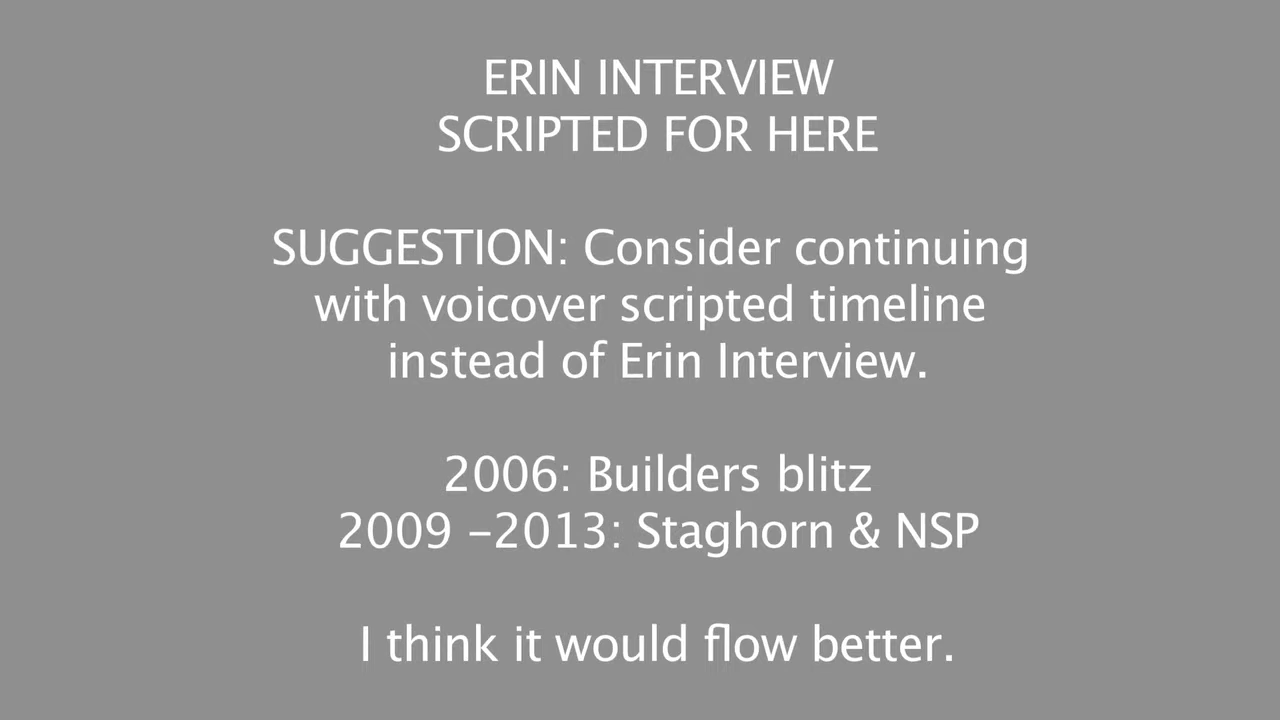 ERIN INTERVIEW
SCRIPTED FOR HERE
SUGGESTION: Consider continuing
with voicover scripted timeline
instead of Erin Interview.
2006: Builders blitz
2009 –2013: Staghorn & NSP
I think it would flow better.